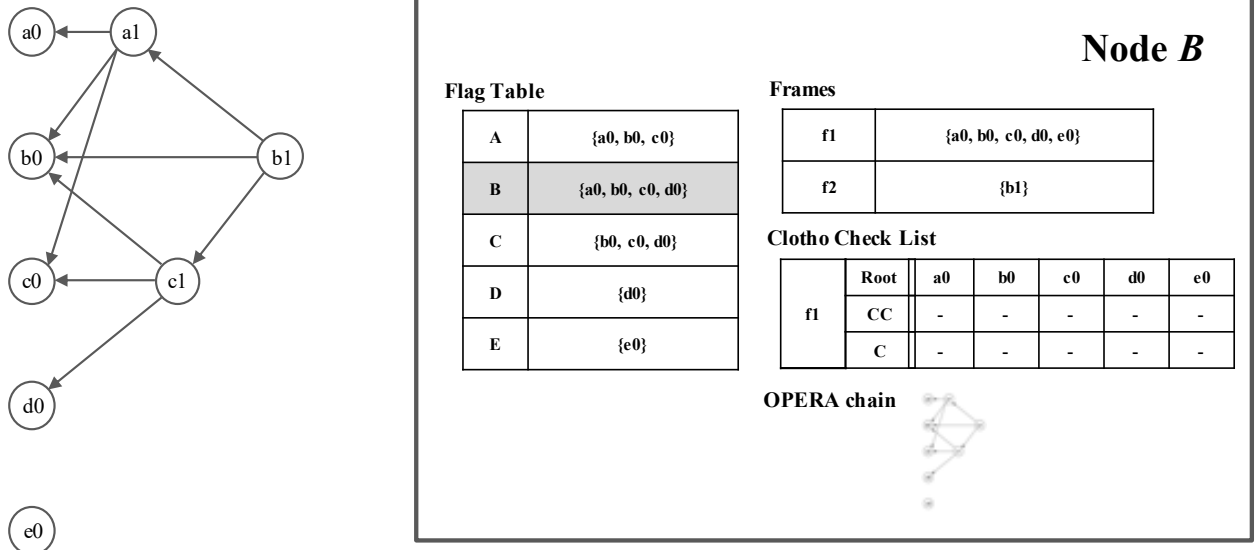 a0
a1
b0
b1
c0
c1
d0
e0
Node B
Flag Table
A {a0, b0, c0}
B {a0, b0, c0, d0}
C {b0, c0, d0}
D {d0}
E {e0}
Frames
f1 {a0, b0, c0, d0, e0}
f2 {b1}
Clotho Check List
f1
Root a0 b0 c0 d0 e0
CC - - - - -
C - - - - -
OPERA chain